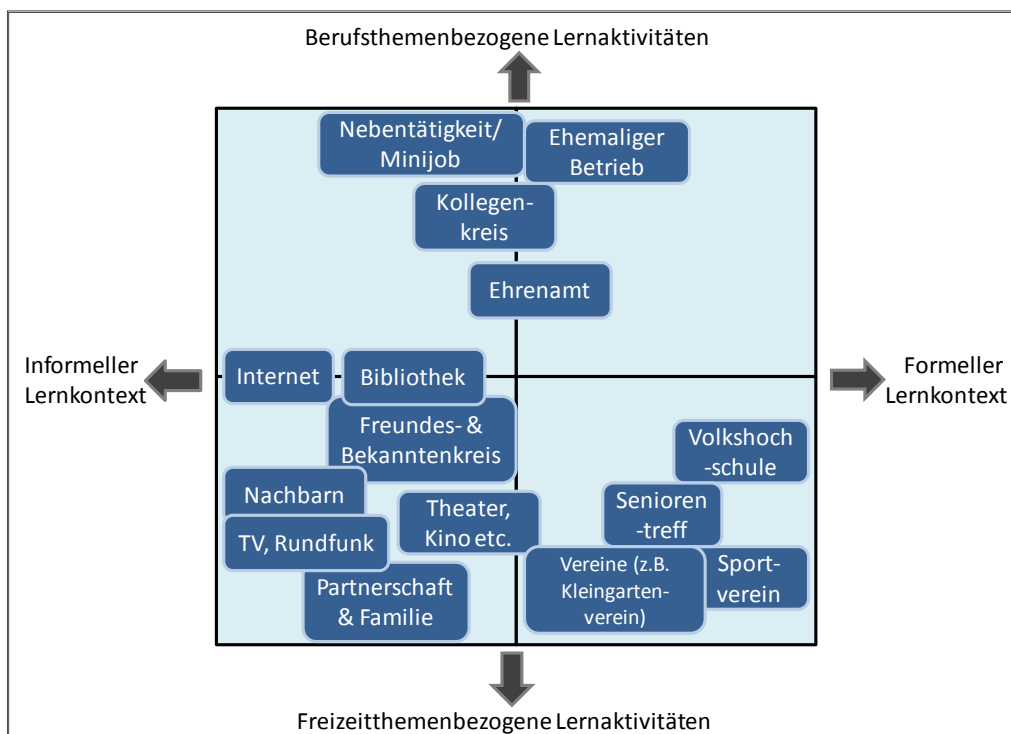 Berufsthemenbezogene Lernaktivitäten
Nebentätigkeit/
Minijob
Ehemaliger
Betrieb
Kollegen-
kreis
Ehrenamt
Informeller
Lernkontext
Internet
Bibliothek
Formeller
Lernkontext
Freundes- &
Bekanntenkreis
Volkshoch
-schule
Nachbarn
Theater,
Kino etc.
Senioren
-treff
TV, Rundfunk
Partnerschaft
& Familie
Vereine (z.B.
Kleingarten-
verein)
Sport-
verein
Freizeitthemenbezogene Lernaktivitäten